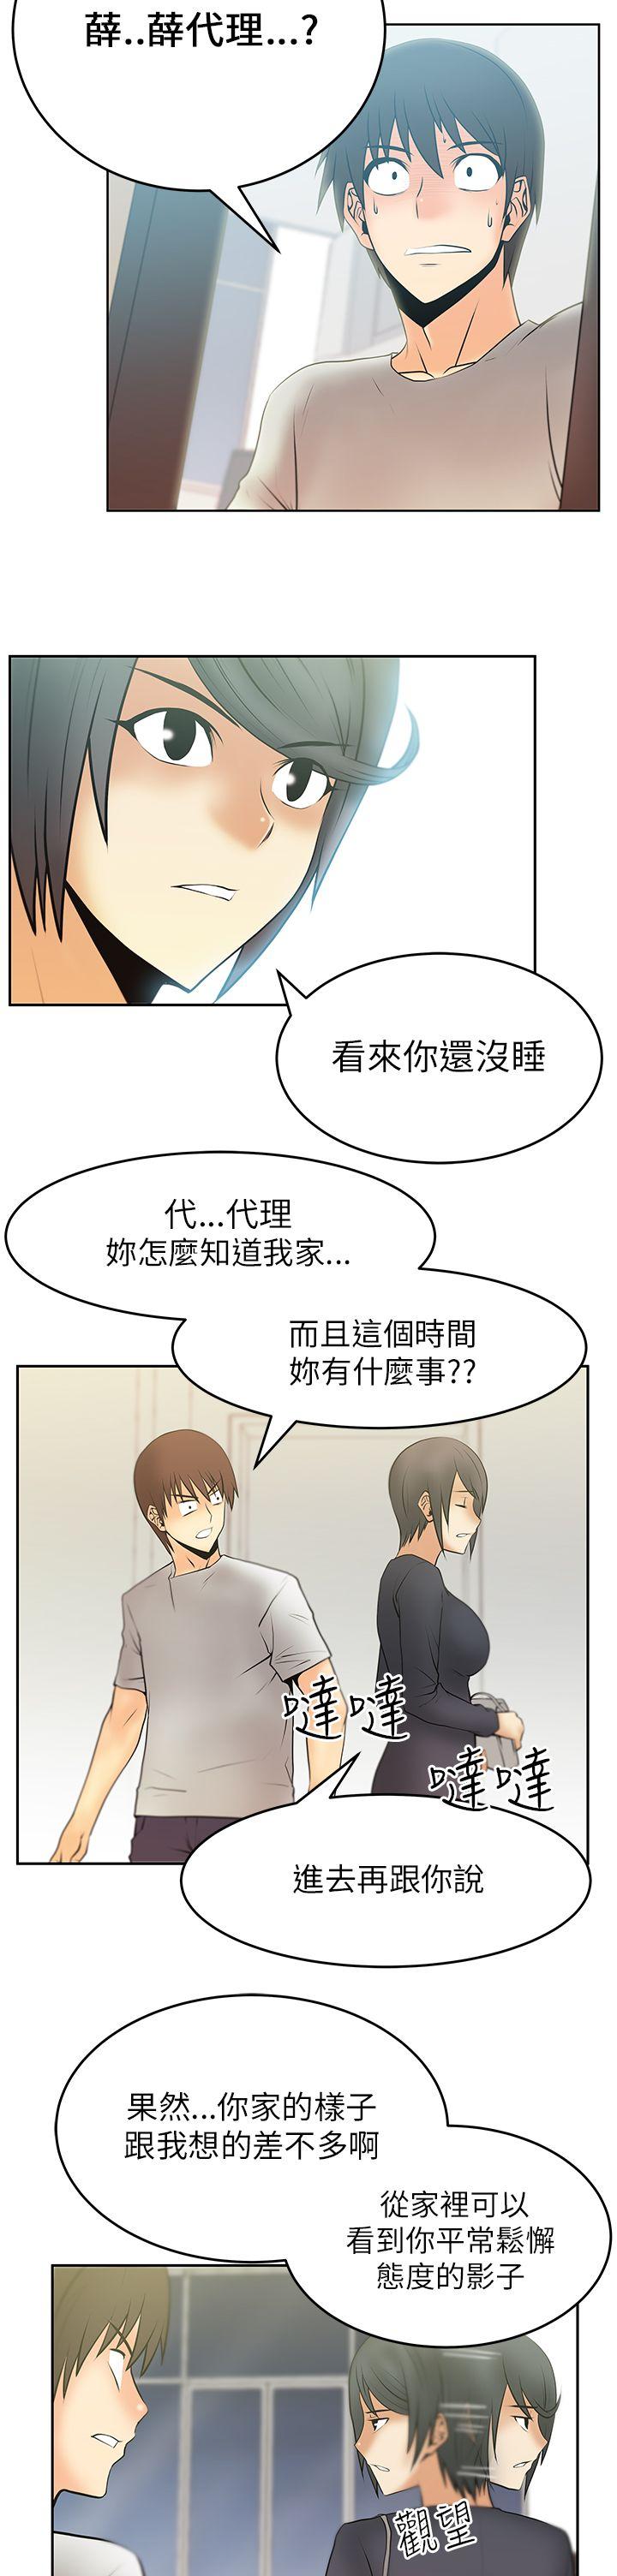 薛..薛代理...?
看來你還沒睡
代...代理
妳怎麼知道我家...
而且這個時間
妳有什麼事??
噠噠
噠噠
進去再跟你說
果然...你家的樣子
跟我想的差不多啊
從家裡可以
看到你平常鬆懈
態度的影子
觀望